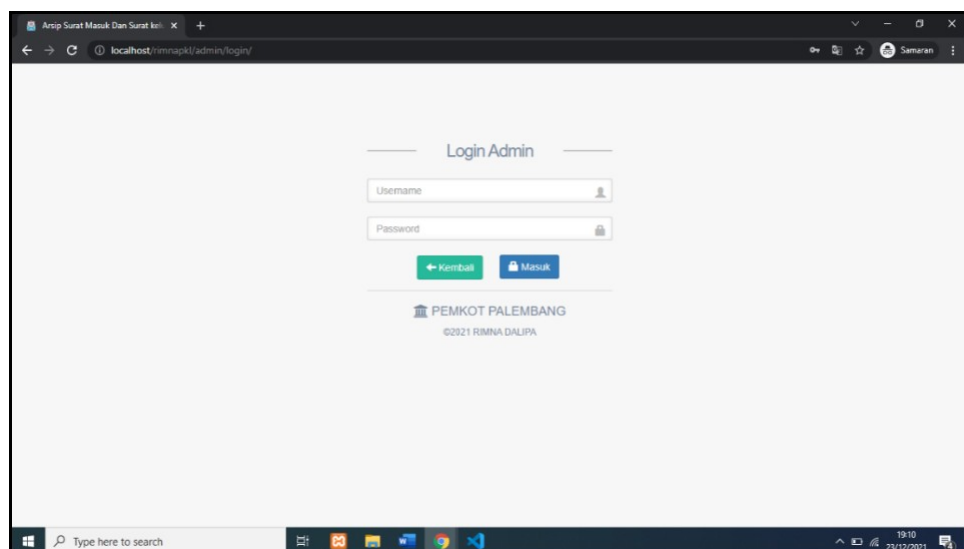 Arsip Surat Masuk Dan Surat kel
localhost/rimnapkl/admin/login/
Samaran
Login Admin
Username
Password
Kembali
Masuk
PEMKOT PALEMBANG
©2021 RIMNA DALIPA
Type here to search
19:10
23/12/2021
4